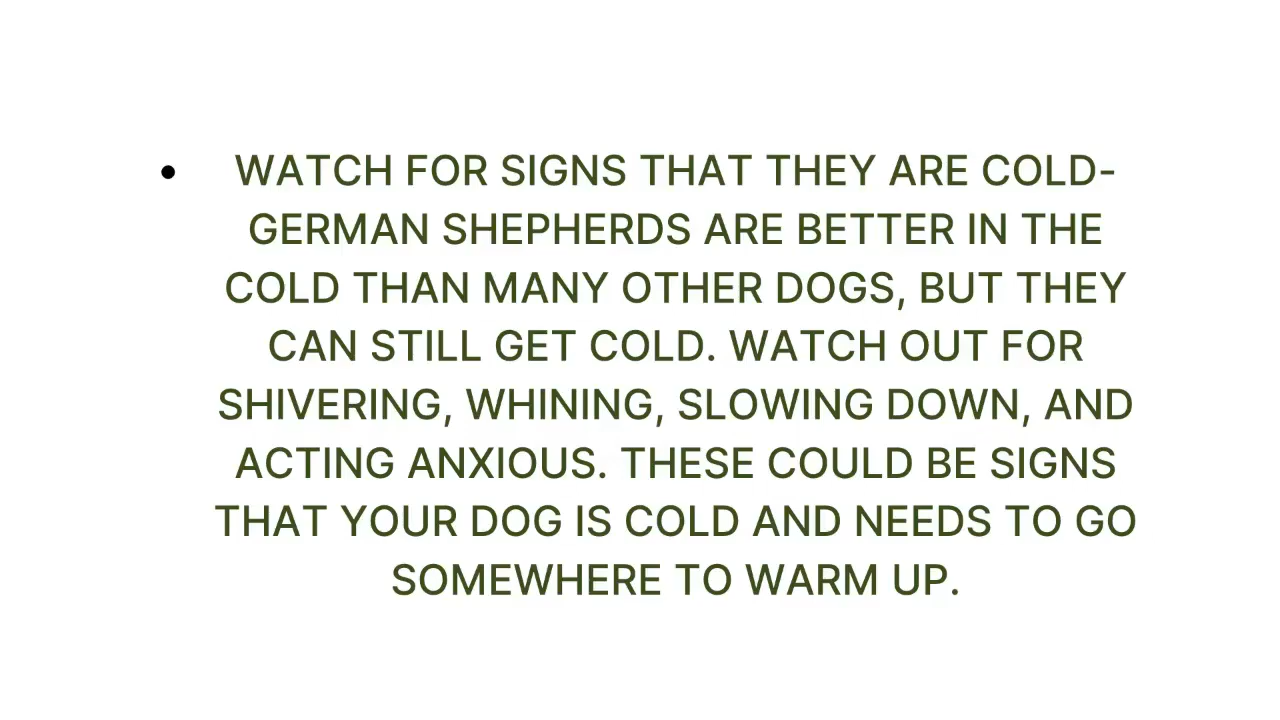 • WATCH FOR SIGNS THAT THEY ARE COLD-
GERMAN SHEPHERDS ARE BETTER IN THE
COLD THAN MANY OTHER DOGS, BUT THEY
CAN STILL GET COLD. WATCH OUT FOR
SHIVERING, WHINING, SLOWING DOWN, AND
ACTING ANXIOUS. THESE COULD BE SIGNS
THAT YOUR DOG IS COLD AND NEEDS TO GO
SOMEWHERE TO WARM UP.